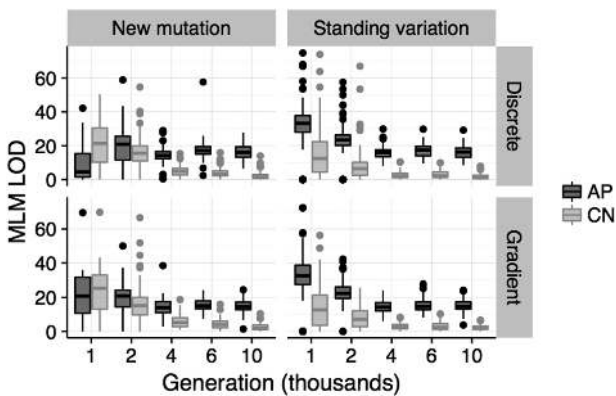 New mutation Standing variation
60
40
20
0
Discrete
60
40
20
0
Gradient
MLM LOD
1 2 4 6 10 1 2 4 6 10
Generation (thousands)
AP
CN